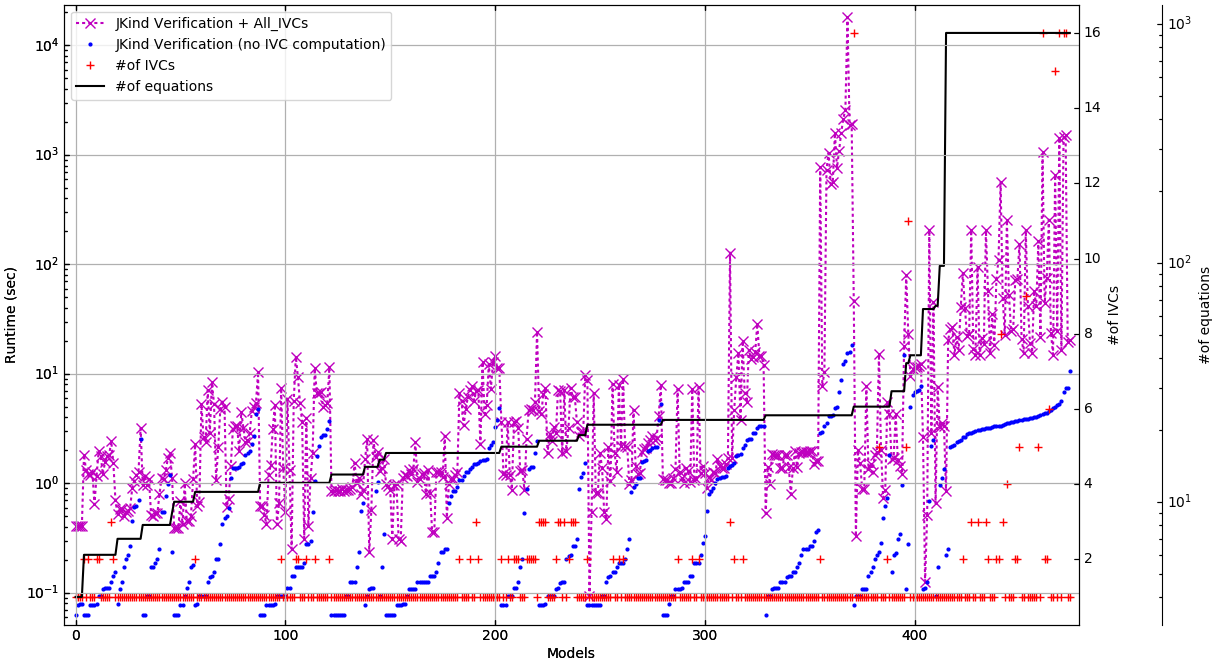 JKind Verification + All_IVCs
JKind Verification (no IVC computation)
#of IVCs
#of equations
Runtime (sec)
10⁴
10³
10²
10¹
10⁰
10⁻¹
0
100
200
300
400
Models
16
14
12
10
8
6
4
2
#of IVCs
10³
10²
10¹
#of equations